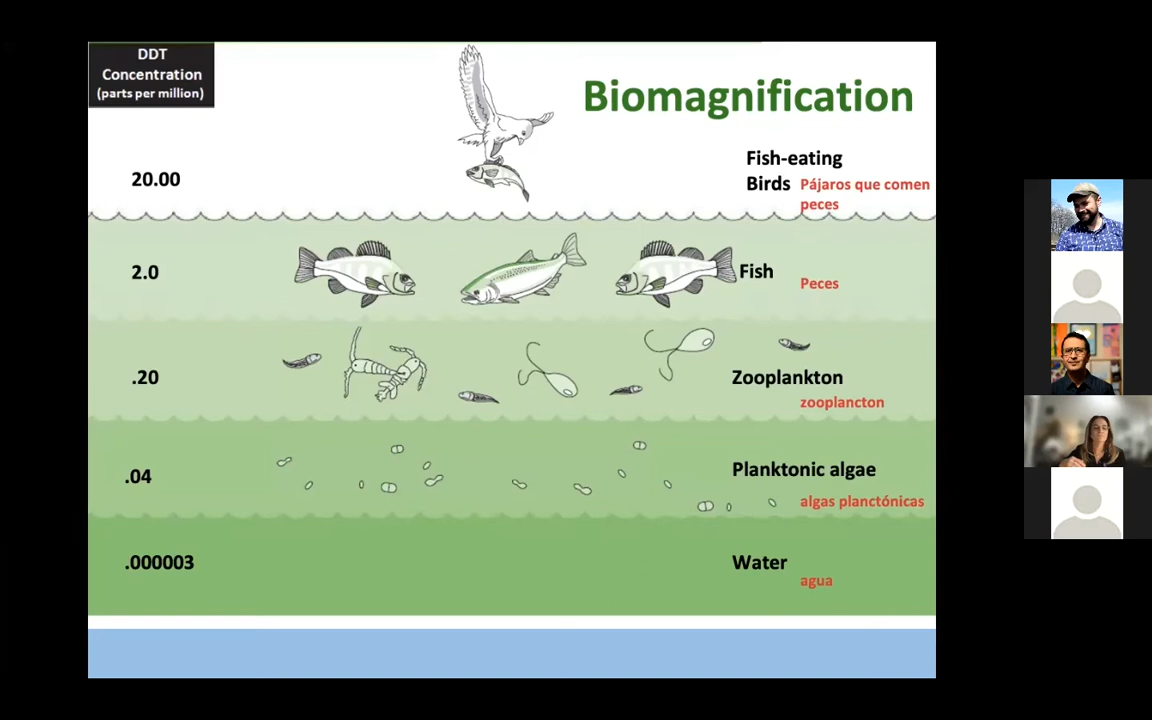 DDT
Concentration
(parts per million)
Biomagnification
20.00
Fish-eating
Birds Pájaros que comen
peces
2.0
Fish
Peces
.20
Zooplankton
zooplancton
.04
Planktonic algae
algas planctónicas
.000003
Water
agua